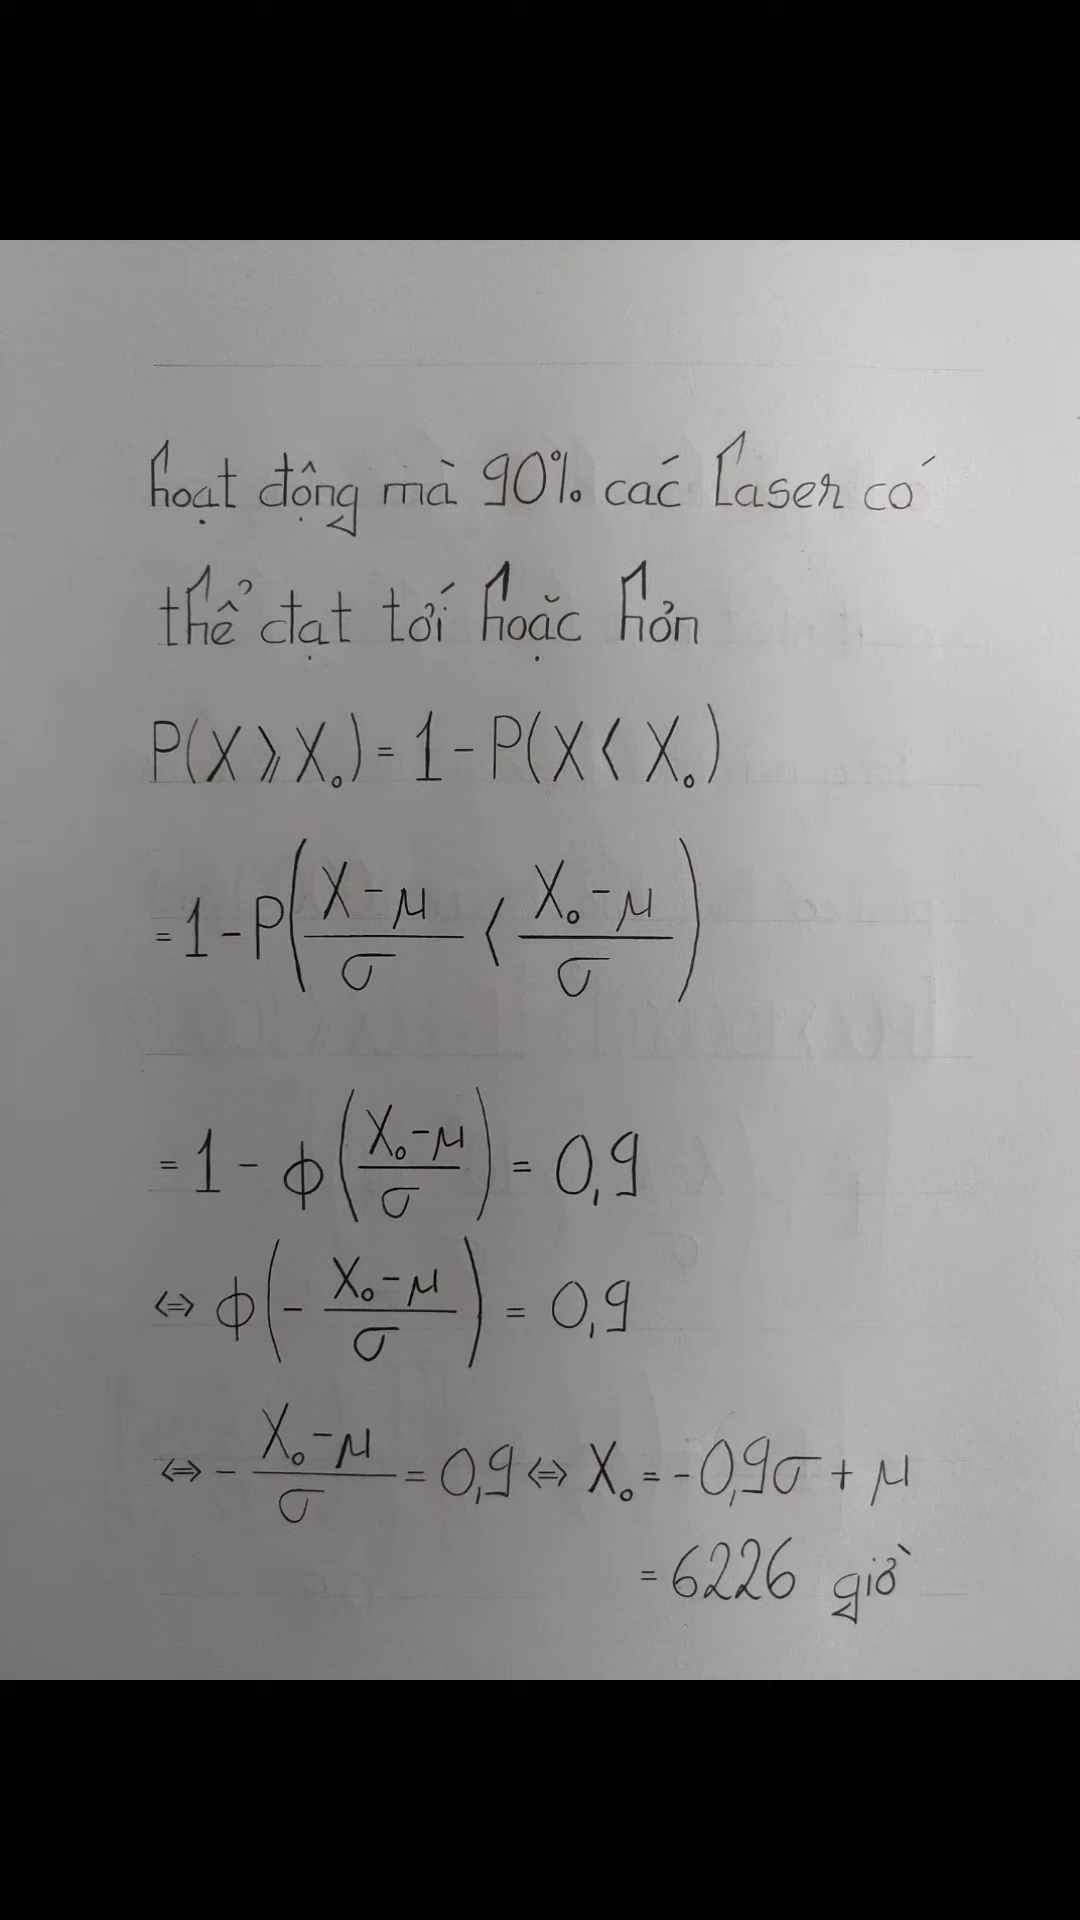 hoạt động mà 90% các laser có
thể đạt tới hoặc hơn
P(X ⩾ X₀) = 1 - P(X < X₀)
= 1 - P((X - μ)/σ < (X₀ - μ)/σ)
= 1 - ϕ((X₀ - μ)/σ) = 0,9
⇔ ϕ(- (X₀ - μ)/σ) = 0,9
⇔ - (X₀ - μ)/σ = 0,9 ⇔ X₀ = -0,9σ + μ
= 6226 giờ